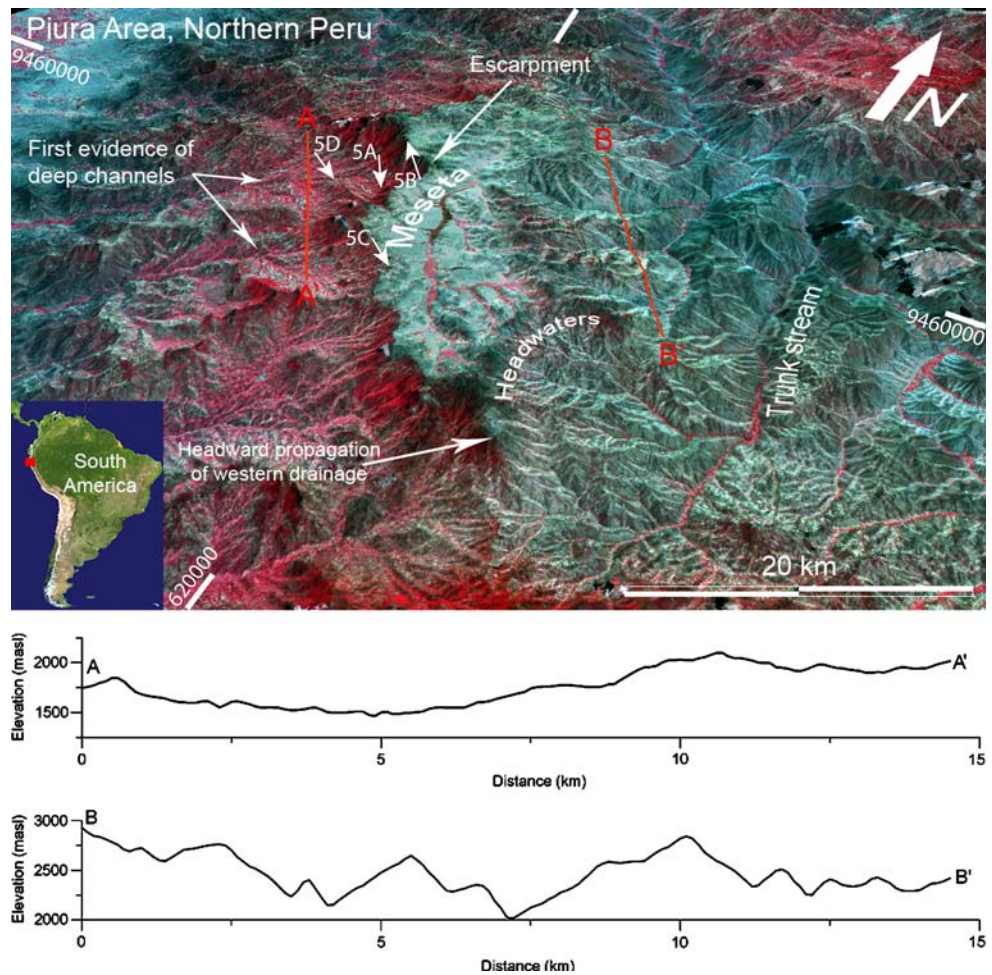 Piura Area, Northern Peru
9460000
Escarpment
N
First evidence of
deep channels
A
5D
5A
5B
Meseta
5C
A'
B
B'
Headwaters
Trunk stream
9460000
Headward propagation
of western drainage
South
America
620000
20 km
Elevation (masl)
2000
1500
A
A'
0
5
10
15
Distance (km)
Elevation (masl)
3000
2500
2000
B
B'
0
5
10
15
Distance (km)